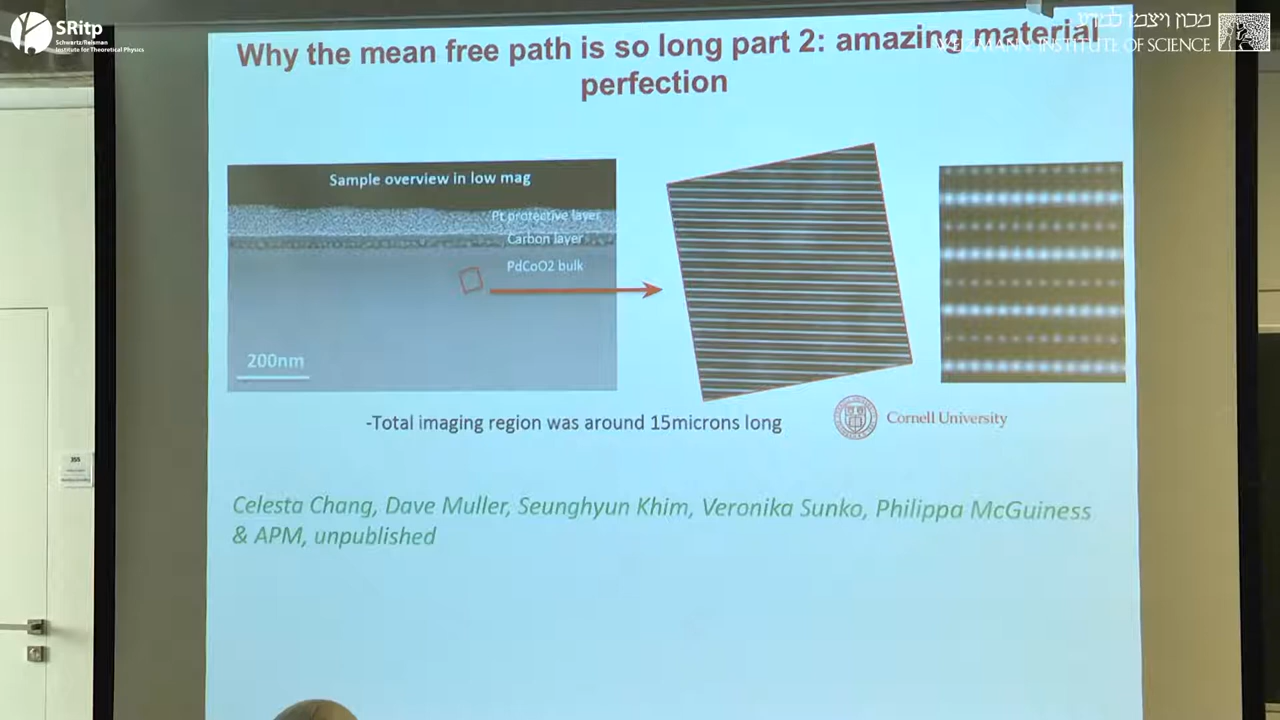 SRitp
Schwartz/Reisman
Institute for Theoretical Physics
מכון ויצמן למדע
WEIZMANN INSTITUTE OF SCIENCE
Why the mean free path is so long part 2: amazing material
perfection
Sample overview in low mag
Pt protective layer
Carbon layer
PdCoO2 bulk
200nm
-Total imaging region was around 15microns long
Cornell University
355
Celesta Chang, Dave Muller, Seunghyun Khim, Veronika Sunko, Philippa McGuiness
& APM, unpublished